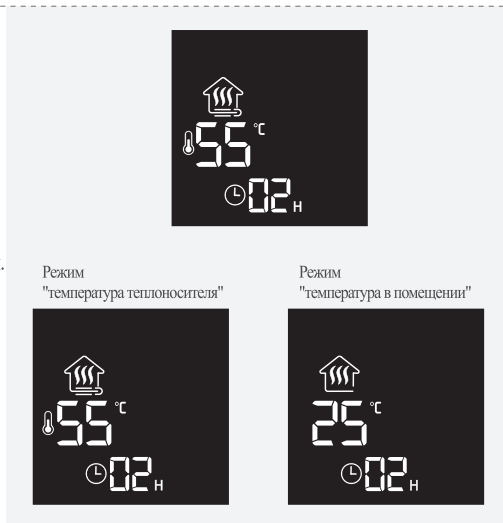 55 °C
02 H
Режим
"температура теплоносителя"
Режим
"температура в помещении"
55 °C
02 H
25 °C
02 H